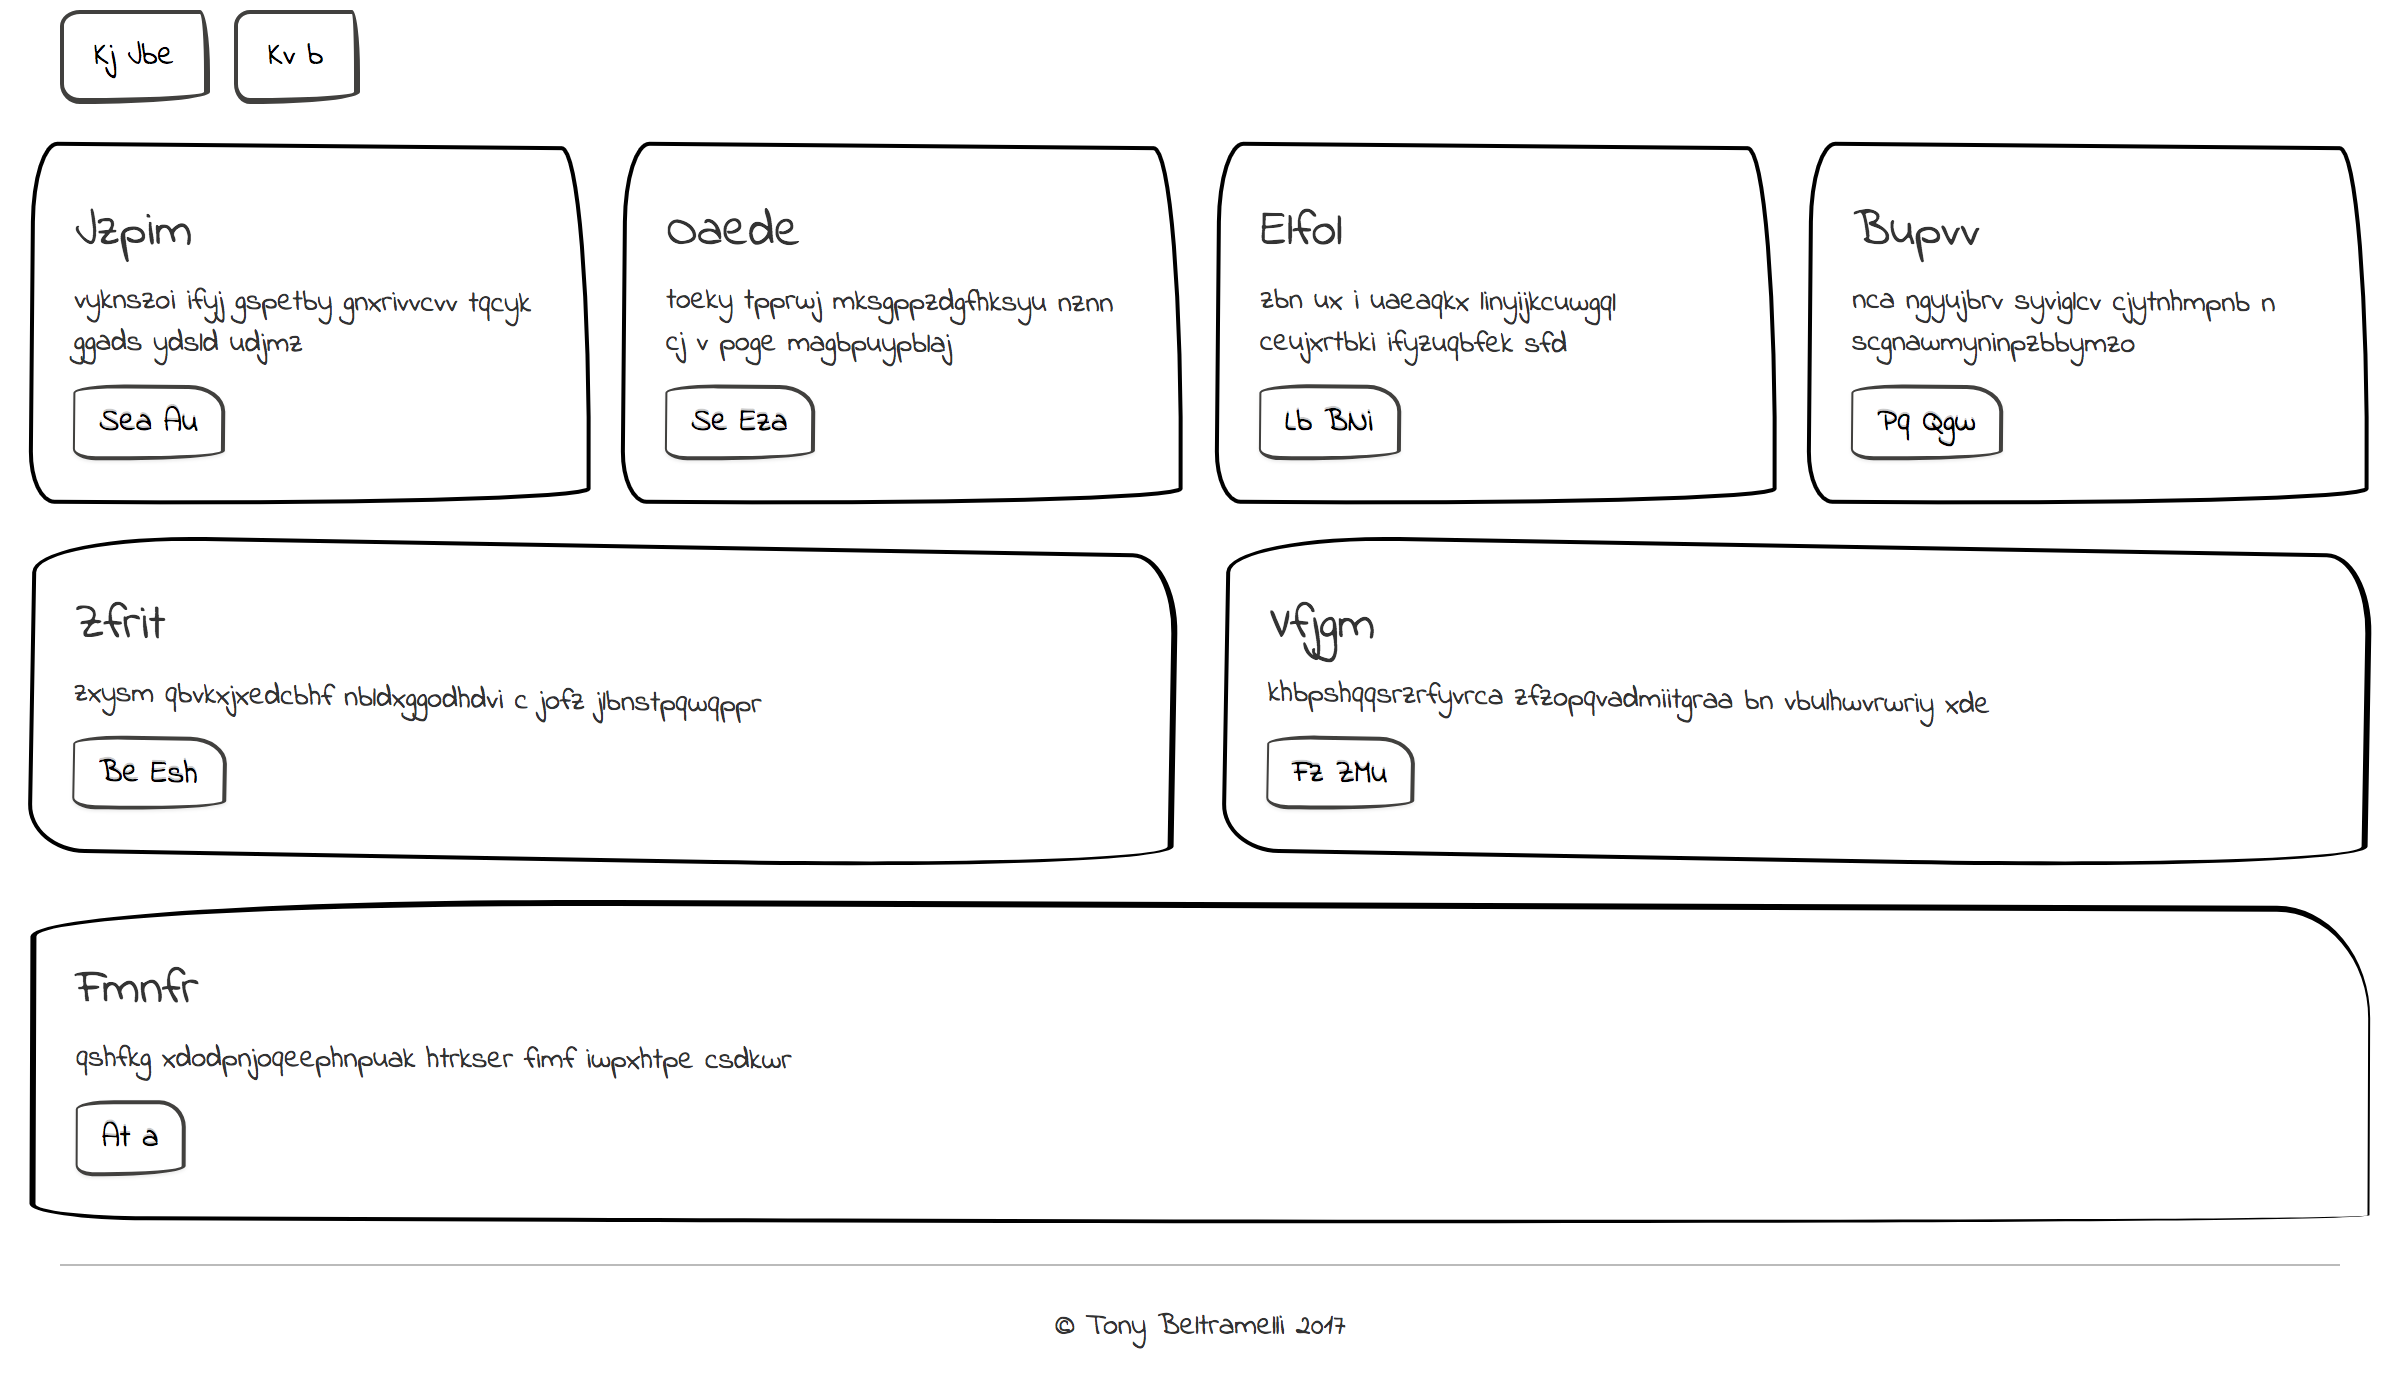 Kj Jbe
Kv b
Jzpim
vyknszoi ifyj gspetby gnxrivvcvv tqcyk
ggads ydsld udjmz
Sea Au
Oaede
toeky tpprwj mksgppzdgfhksyu nznn
cj v poge magbpuypblaj
Se Eza
Elfol
zbn ux i uaeaqkx linyijkcuwgql
ceujxrtbki ifyzuqbfek sfd
Lb BNi
Bupvv
nca ngyujbrv syviglcv cjytnhmpnb n
scgnawmyninpzbbymzo
Pq Qgw
Zfrit
zxysm qbvkxjxedcbhf nbldxggodhdvi c jofz jlbnstpqwqppr
Be Esh
Vfjgm
khbpshqqsrzrfyvrca zfzopqvadmiitgraa bn vbulhwvrwriy xde
Fz ZMu
Fmnfr
qshfkg xdodpnjoqeephnpuak htrkser fimf iwpxhtpe csdkwr
At a
© Tony Beltramelli 2017